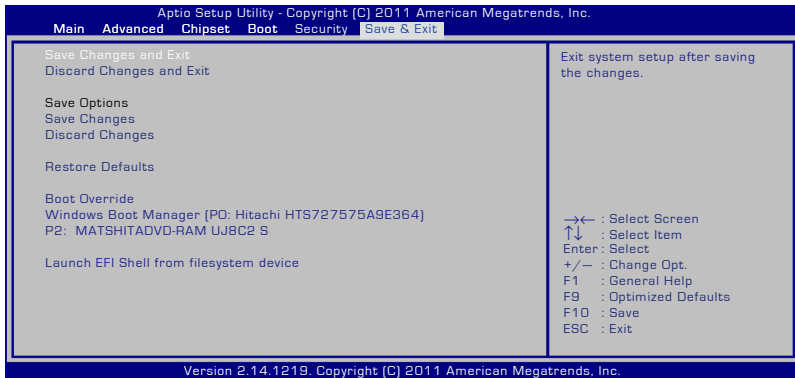 Aptio Setup Utility - Copyright (C) 2011 American Megatrends, Inc.
Main Advanced Chipset Boot Security Save & Exit
Save Changes and Exit
Discard Changes and Exit
Save Options
Save Changes
Discard Changes
Restore Defaults
Boot Override
Windows Boot Manager (P0: Hitachi HTS727575A9E364)
P2: MATSHITADVD-RAM UJ8C2 S
Launch EFI Shell from filesystem device
Exit system setup after saving
the changes.
→← : Select Screen
↑↓ : Select Item
Enter : Select
+/— : Change Opt.
F1 : General Help
F9 : Optimized Defaults
F10 : Save
ESC : Exit
Version 2.14.1219. Copyright (C) 2011 American Megatrends, Inc.